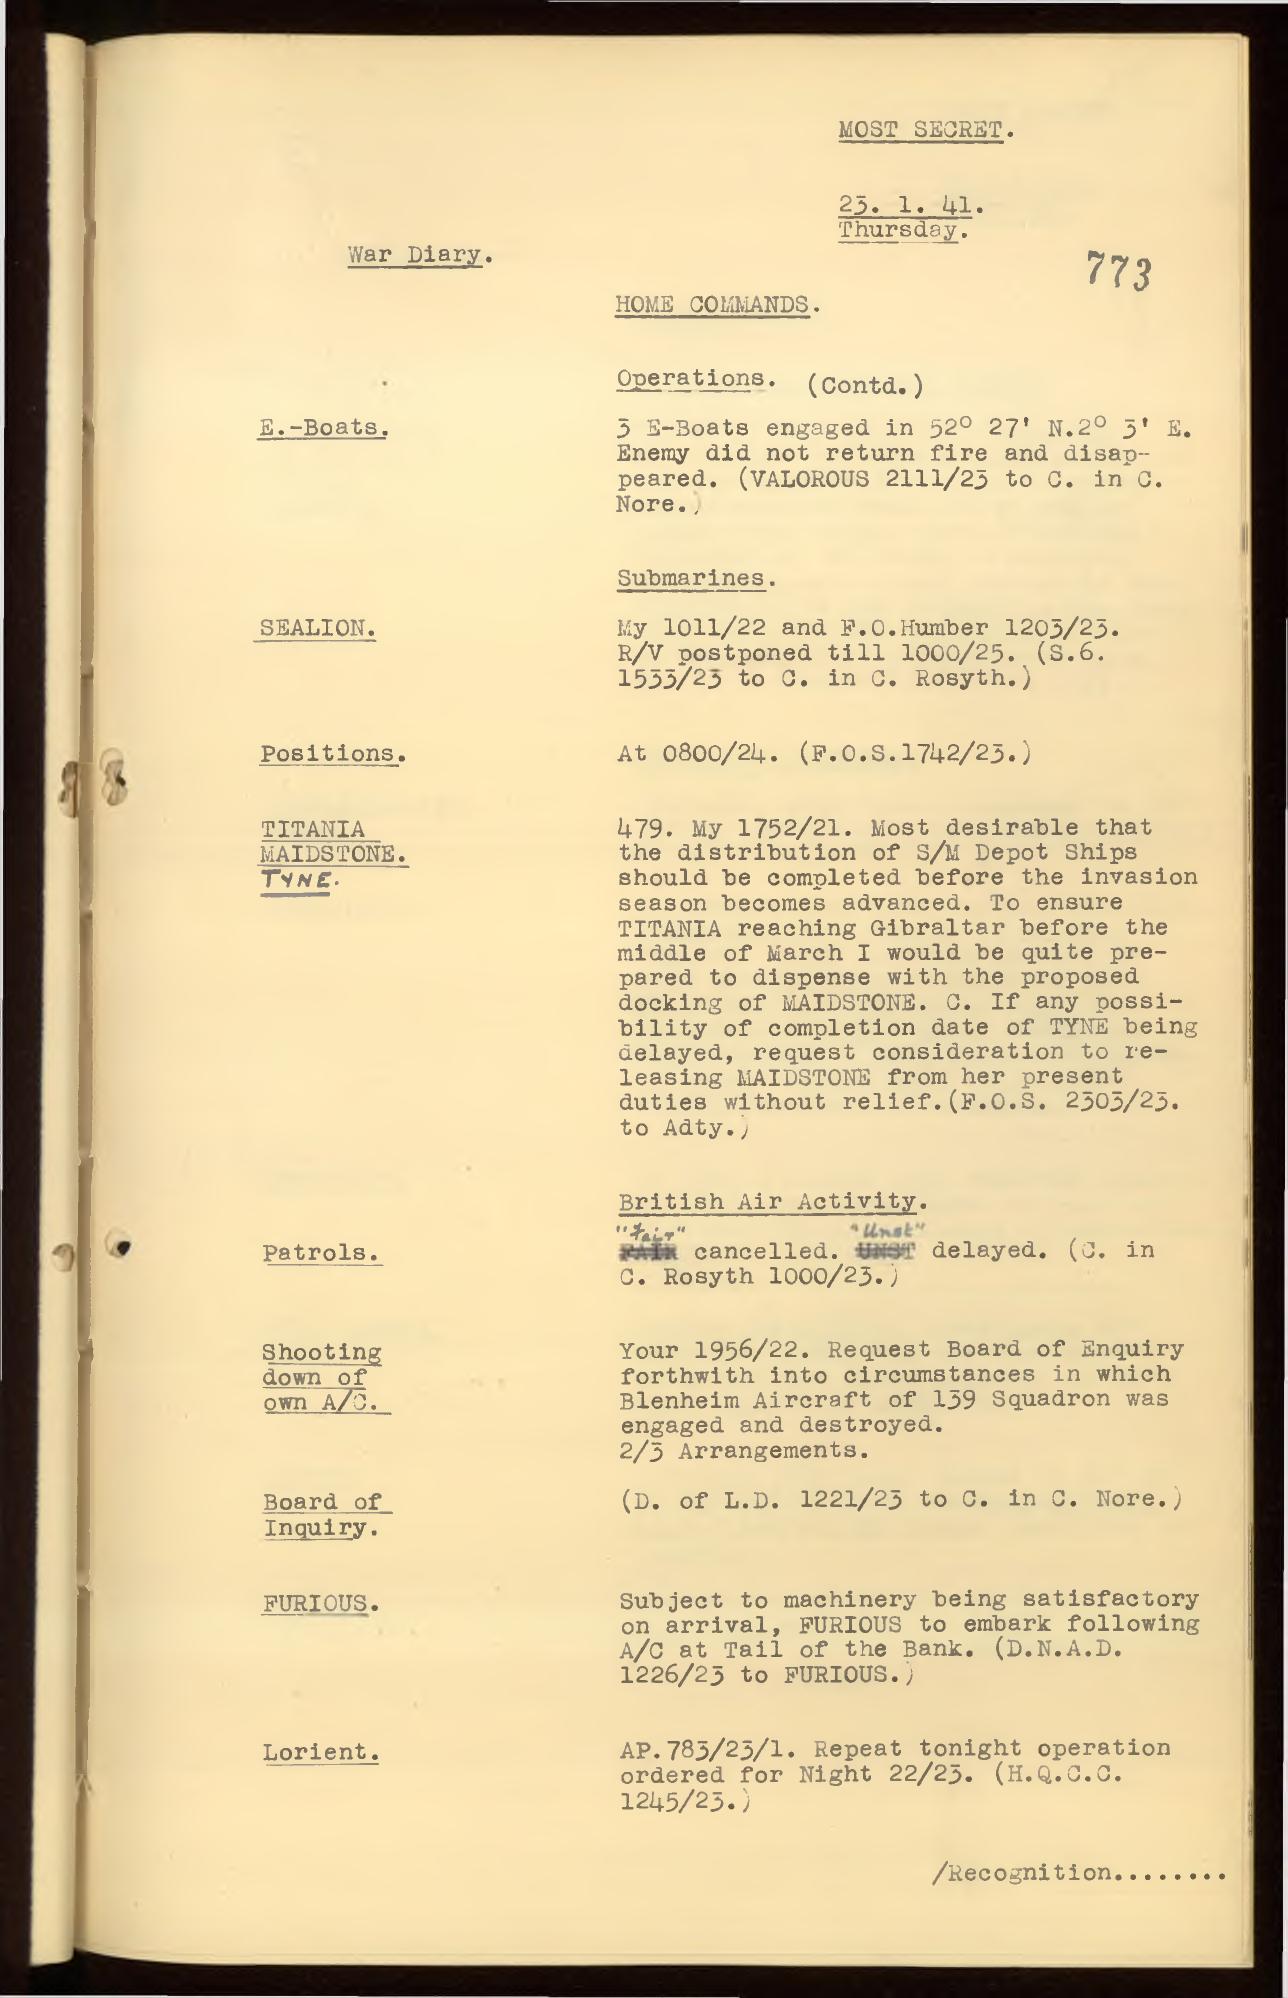 MOST SECRET.
23. 1. 41.
Thursday.
War Diary.
773
HOME COMMANDS.
Operations. (Contd.)
E.-Boats.
3 E-Boats engaged in 52° 27' N.2° 3' E.
Enemy did not return fire and disap-
peared. (VALOROUS 2111/23 to C. in C.
Nore.)
Submarines.
SEALION.
My 1011/22 and F.O.Humber 1203/23.
R/V postponed till 1000/25. (S.6.
1533/23 to C. in C. Rosyth.)
Positions.
At 0800/24. (F.O.S.1742/23.)
TITANIA
MAIDSTONE.
TYNE.
479. My 1752/21. Most desirable that
the distribution of S/M Depot Ships
should be completed before the invasion
season becomes advanced. To ensure
TITANIA reaching Gibraltar before the
middle of March I would be quite pre-
pared to dispense with the proposed
docking of MAIDSTONE. C. If any possi-
bility of completion date of TYNE being
delayed, request consideration to re-
leasing MAIDSTONE from her present
duties without relief.(F.O.S. 2303/23.
to Adty.)
British Air Activity.
"fair" "Unst"
Patrols.
FAIR cancelled. UNST delayed. (C. in
C. Rosyth 1000/23.)
Shooting
down of
own A/C.
Your 1956/22. Request Board of Enquiry
forthwith into circumstances in which
Blenheim Aircraft of 139 Squadron was
engaged and destroyed.
2/3 Arrangements.
Board of
Inquiry.
(D. of L.D. 1221/23 to C. in C. Nore.)
FURIOUS.
Subject to machinery being satisfactory
on arrival, FURIOUS to embark following
A/C at Tail of the Bank. (D.N.A.D.
1226/23 to FURIOUS.)
Lorient.
AP.783/23/1. Repeat tonight operation
ordered for Night 22/23. (H.Q.C.C.
1245/23.)
/Recognition........